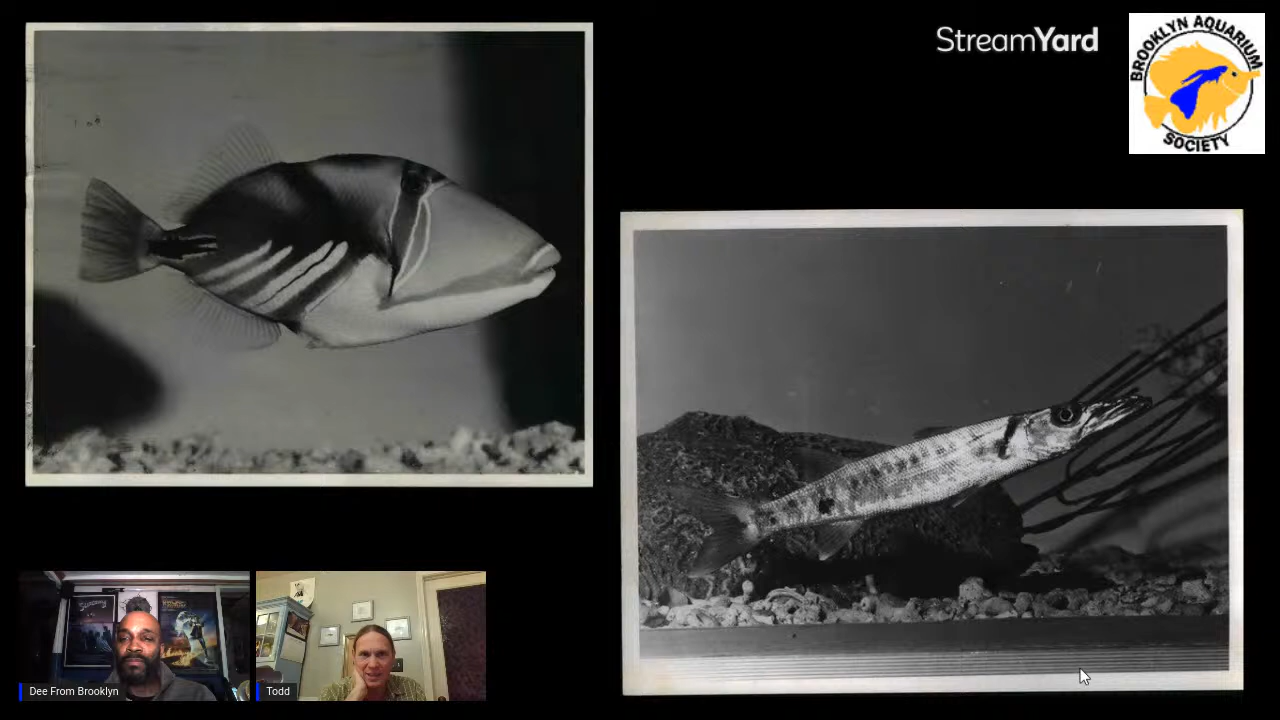 StreamYard
BROOKLYN AQUARIUM
SOCIETY
Dee From Brooklyn
Todd